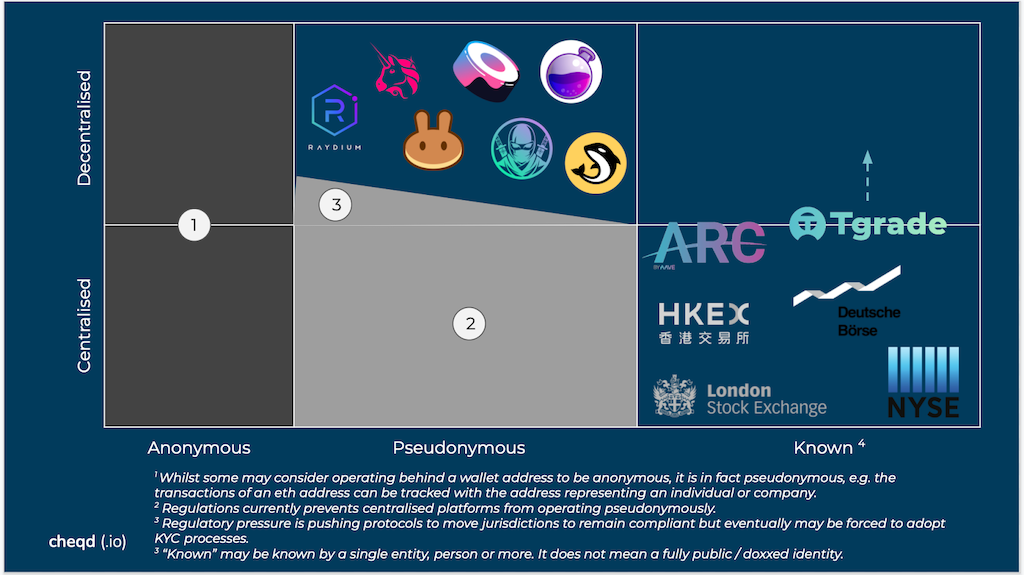 Decentralised
Centralised
1
RAYDIUM
3
2
ARC
BY AAVE
Tgrade
HKEX
香港交易所
Deutsche
Börse
London
Stock Exchange
NYSE
Anonymous
Pseudonymous
Known 4
1 Whilst some may consider operating behind a wallet address to be anonymous, it is in fact pseudonymous, e.g. the
transactions of an eth address can be tracked with the address representing an individual or company.
2 Regulations currently prevents centralised platforms from operating pseudonymously.
3 Regulatory pressure is pushing protocols to move jurisdictions to remain compliant but eventually may be forced to adopt
KYC processes.
3 “Known” may be known by a single entity, person or more. It does not mean a fully public / doxxed identity.
cheqd (.io)